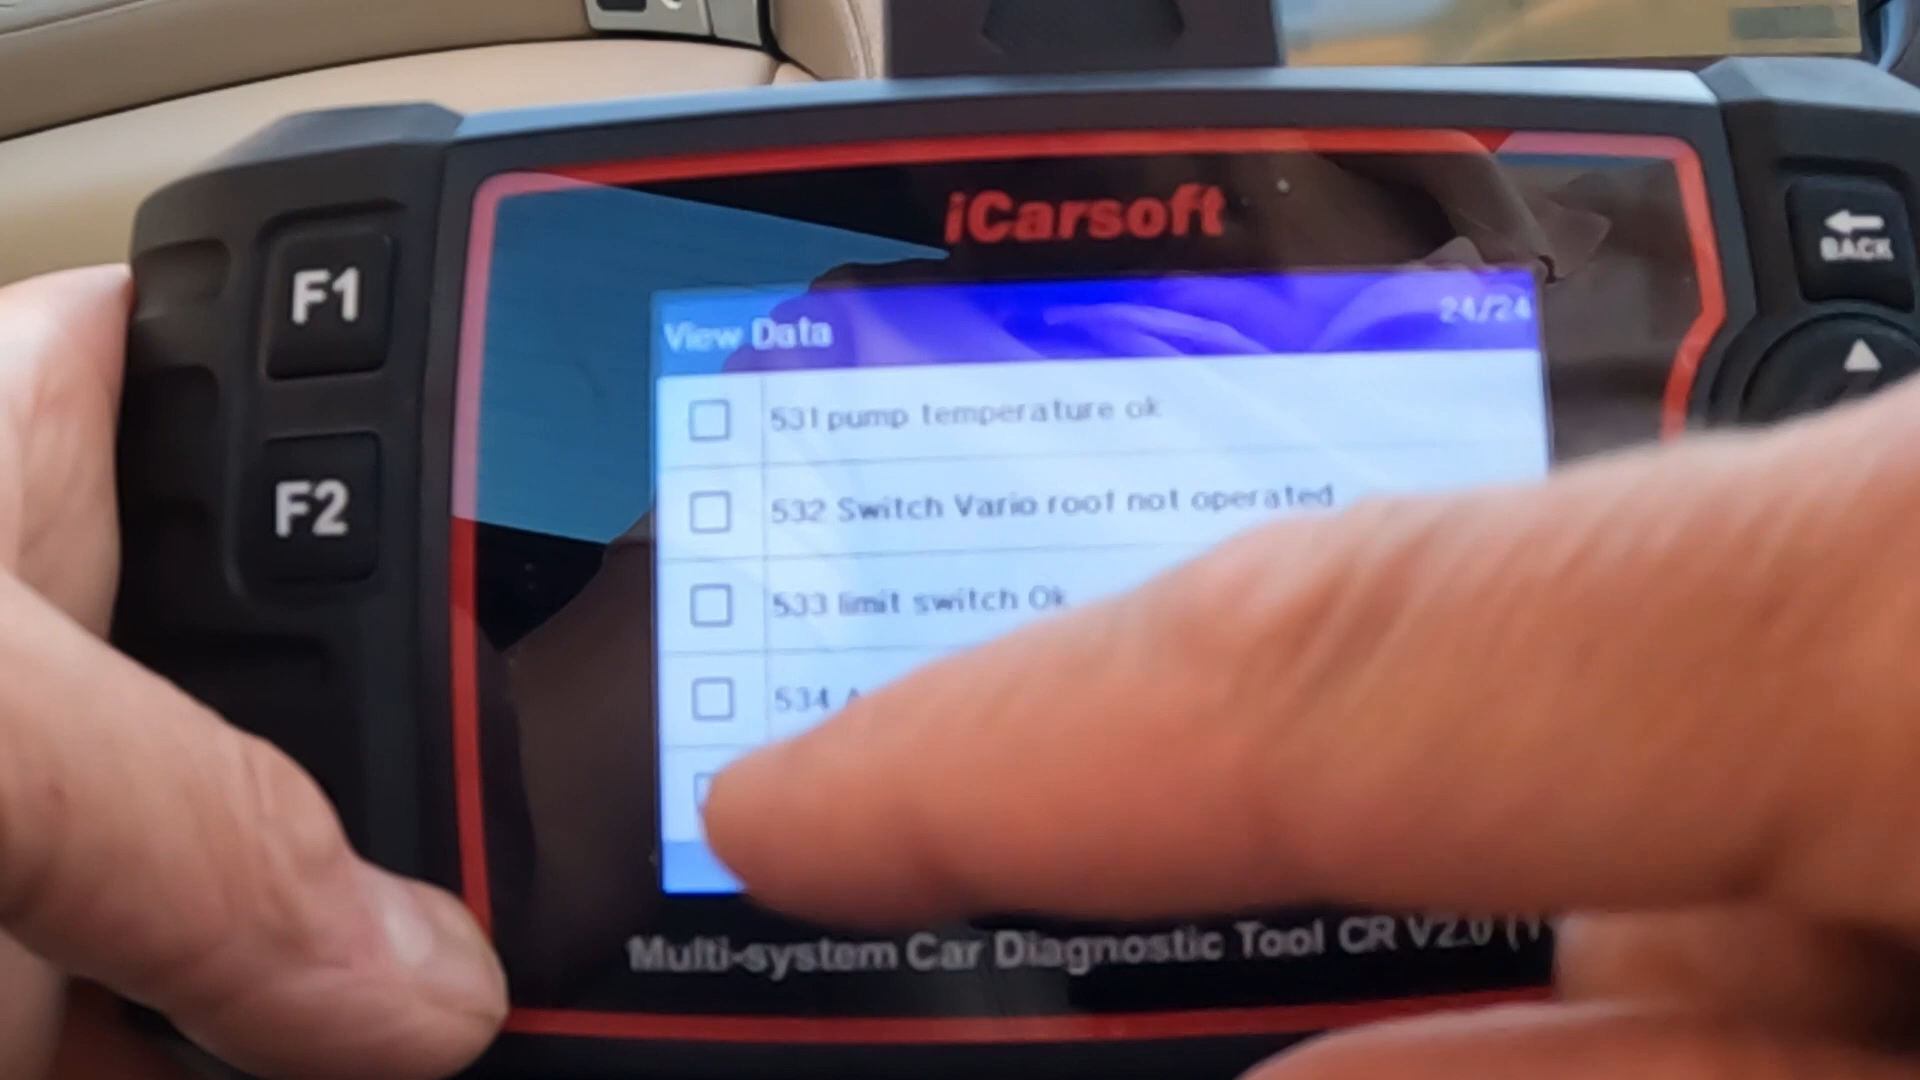 iCarsoft
F1
BACK
View Data
24/24
531 pump temperature ok
532 Switch Vario roof not operated
F2
533 limit switch Ok
534
Multi-system Car Diagnostic Tool CR V2.0